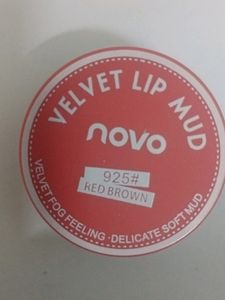 VELVET LIP MUD
novo
925#
RED BROWN
VELVET FOG FEELING · DELICATE SOFT MUD